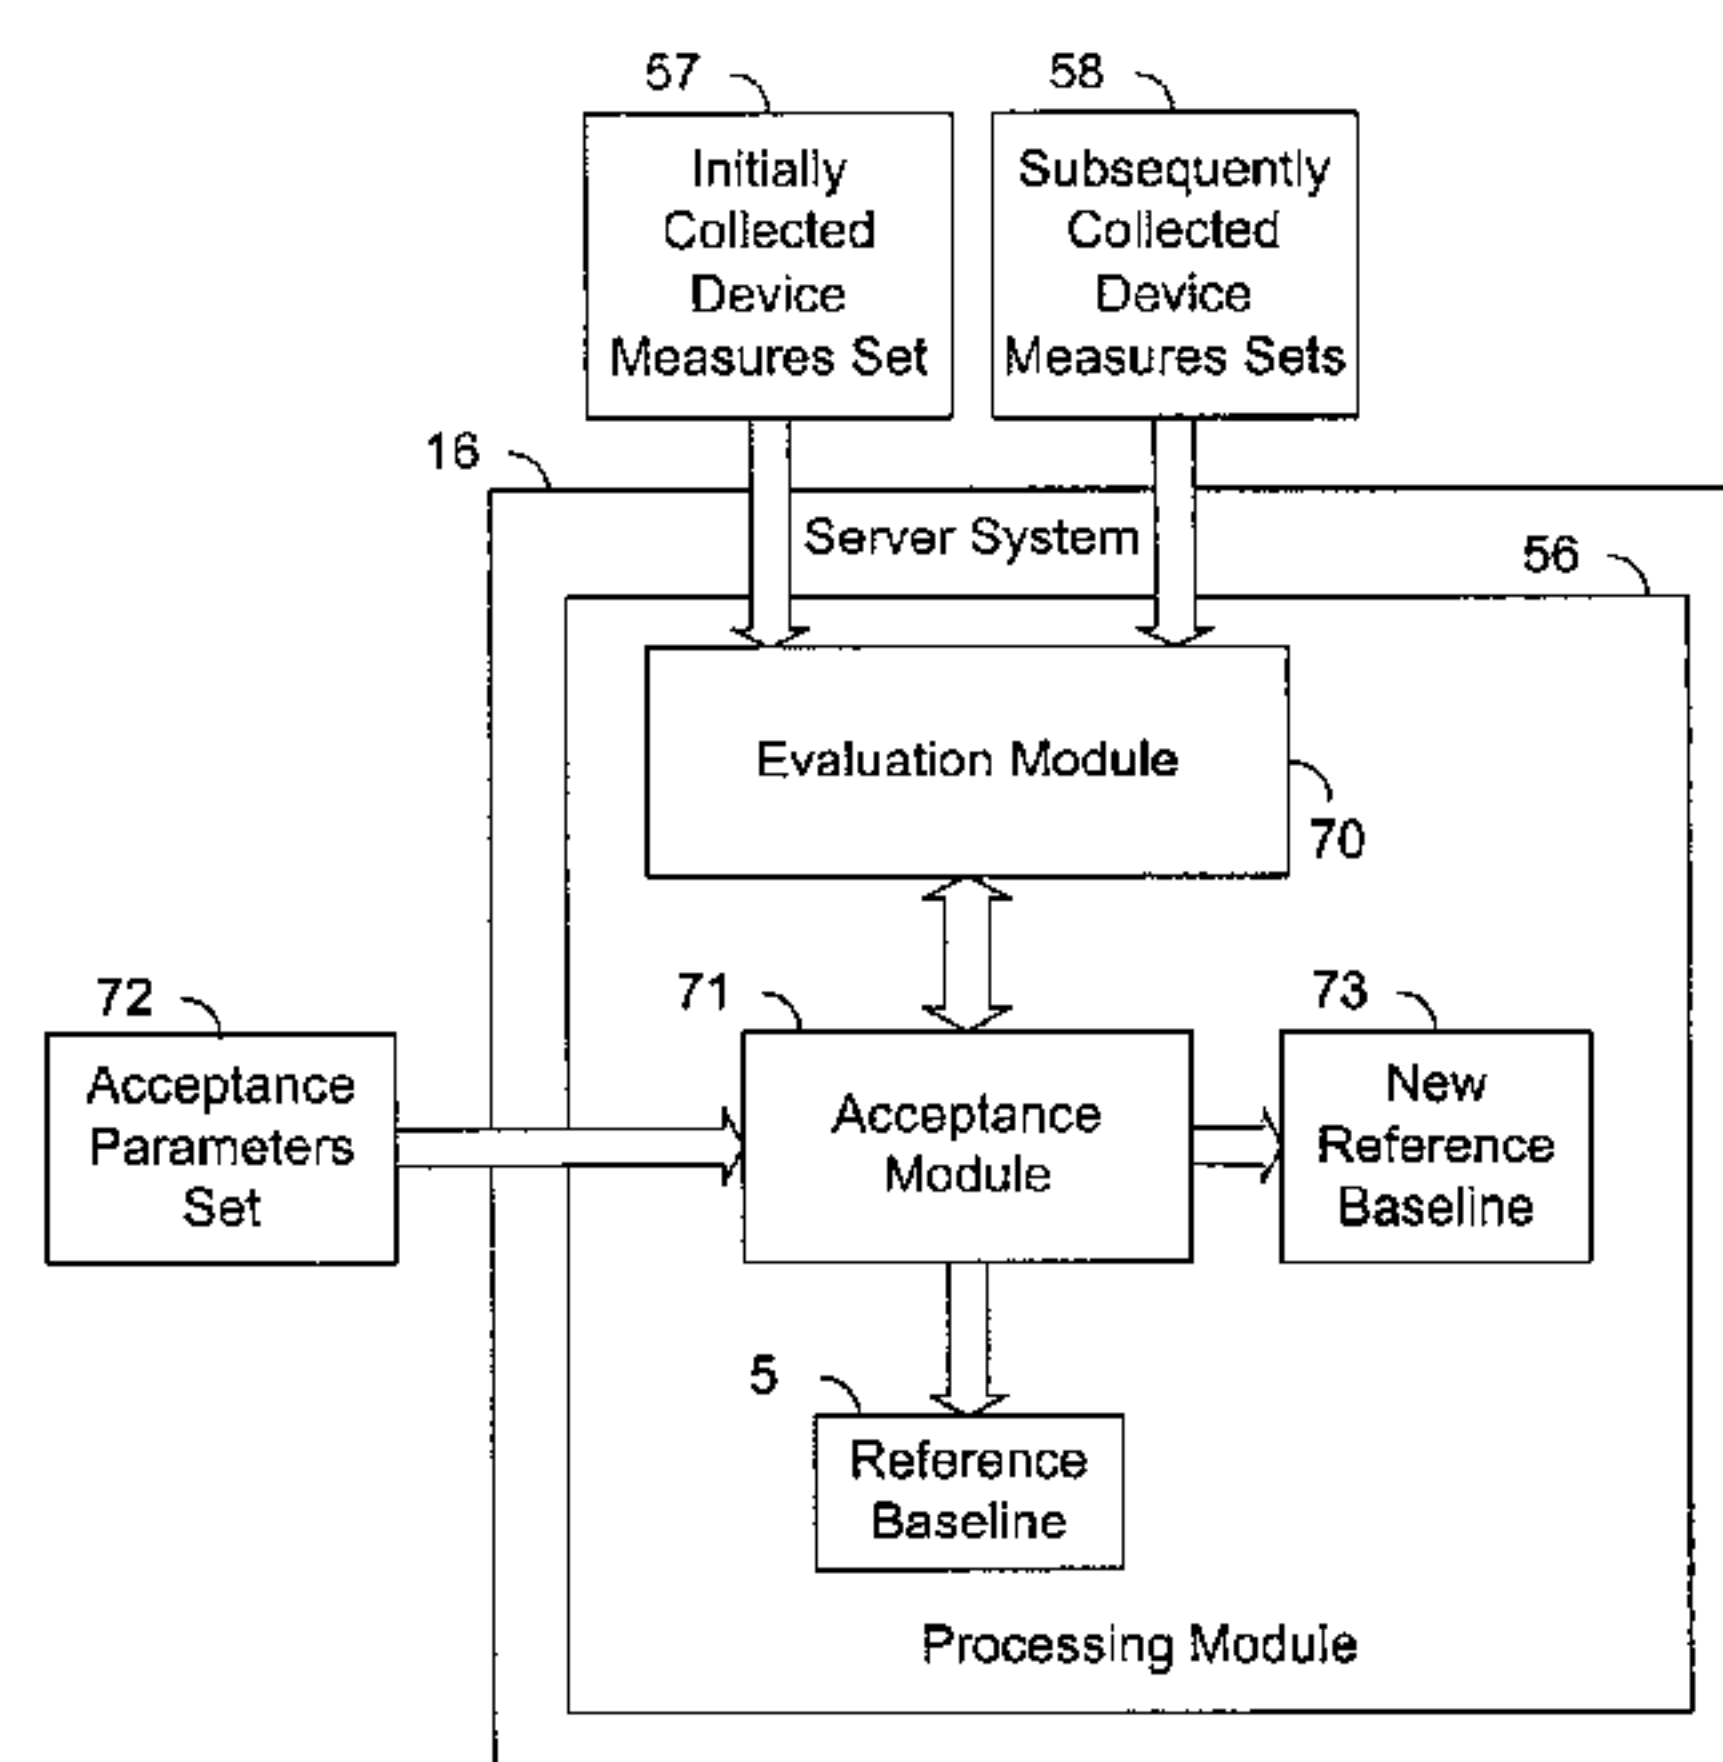 57
58
Initially
Collected
Device
Measures Set
Subsequently
Collected
Device
Measures Sets
16
Server System
56
Evaluation Module
70
72
71
73
Acceptance
Parameters
Set
Acceptance
Module
New
Reference
Baseline
5
Reference
Baseline
Processing Module